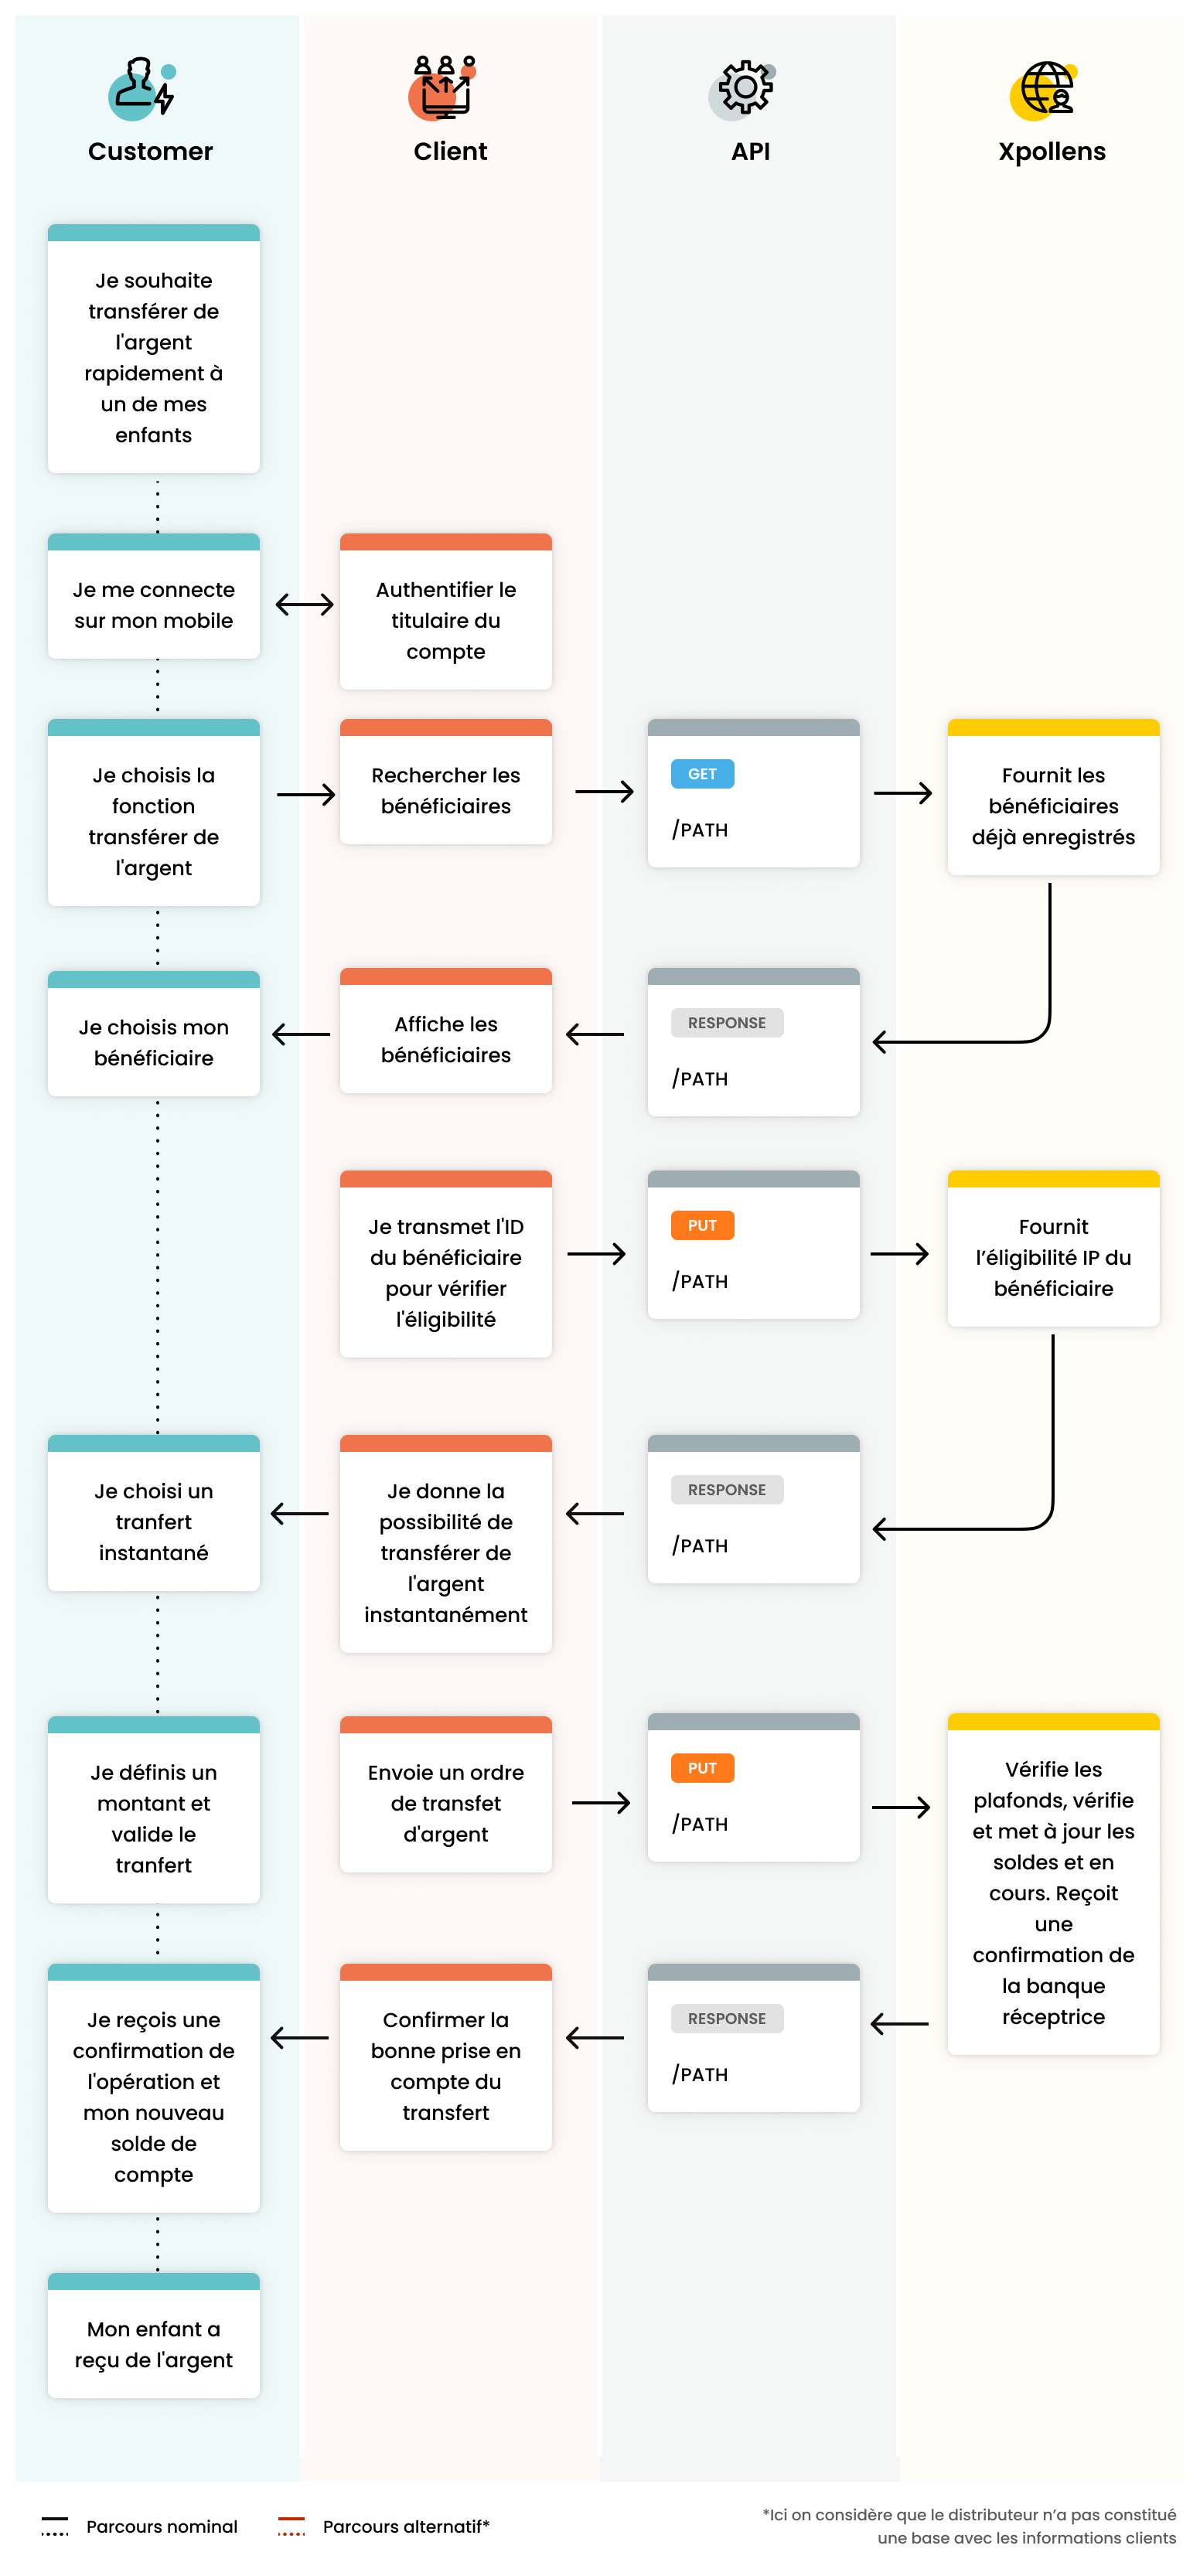 Customer
Client
API
Xpollens
Je souhaite
transférer de
l'argent
rapidement à
un de mes
enfants
Je me connecte
sur mon mobile
Authentifier le
titulaire du
compte
Je choisis la
fonction
transférer de
l'argent
Rechercher les
bénéficiaires
GET
/PATH
Fournit les
bénéficiaires
déjà enregistrés
Je choisis mon
bénéficiaire
Affiche les
bénéficiaires
RESPONSE
/PATH
Je transmet l'ID
du bénéficiaire
pour vérifier
l'éligibilité
PUT
/PATH
Fournit
l’éligibilité IP du
bénéficiaire
Je choisi un
tranfert
instantané
Je donne la
possibilité de
transférer de
l'argent
instantanément
RESPONSE
/PATH
Je définis un
montant et
valide le
tranfert
Envoie un ordre
de transfet
d'argent
PUT
/PATH
Vérifie les
plafonds, vérifie
et met à jour les
soldes et en
cours. Reçoit
une
confirmation de
la banque
réceptrice
Je reçois une
confirmation de
l'opération et
mon nouveau
solde de
compte
Confirmer la
bonne prise en
compte du
transfert
RESPONSE
/PATH
Mon enfant a
reçu de l'argent
Parcours nominal
Parcours alternatif*
*Ici on considère que le distributeur n’a pas constitué
une base avec les informations clients